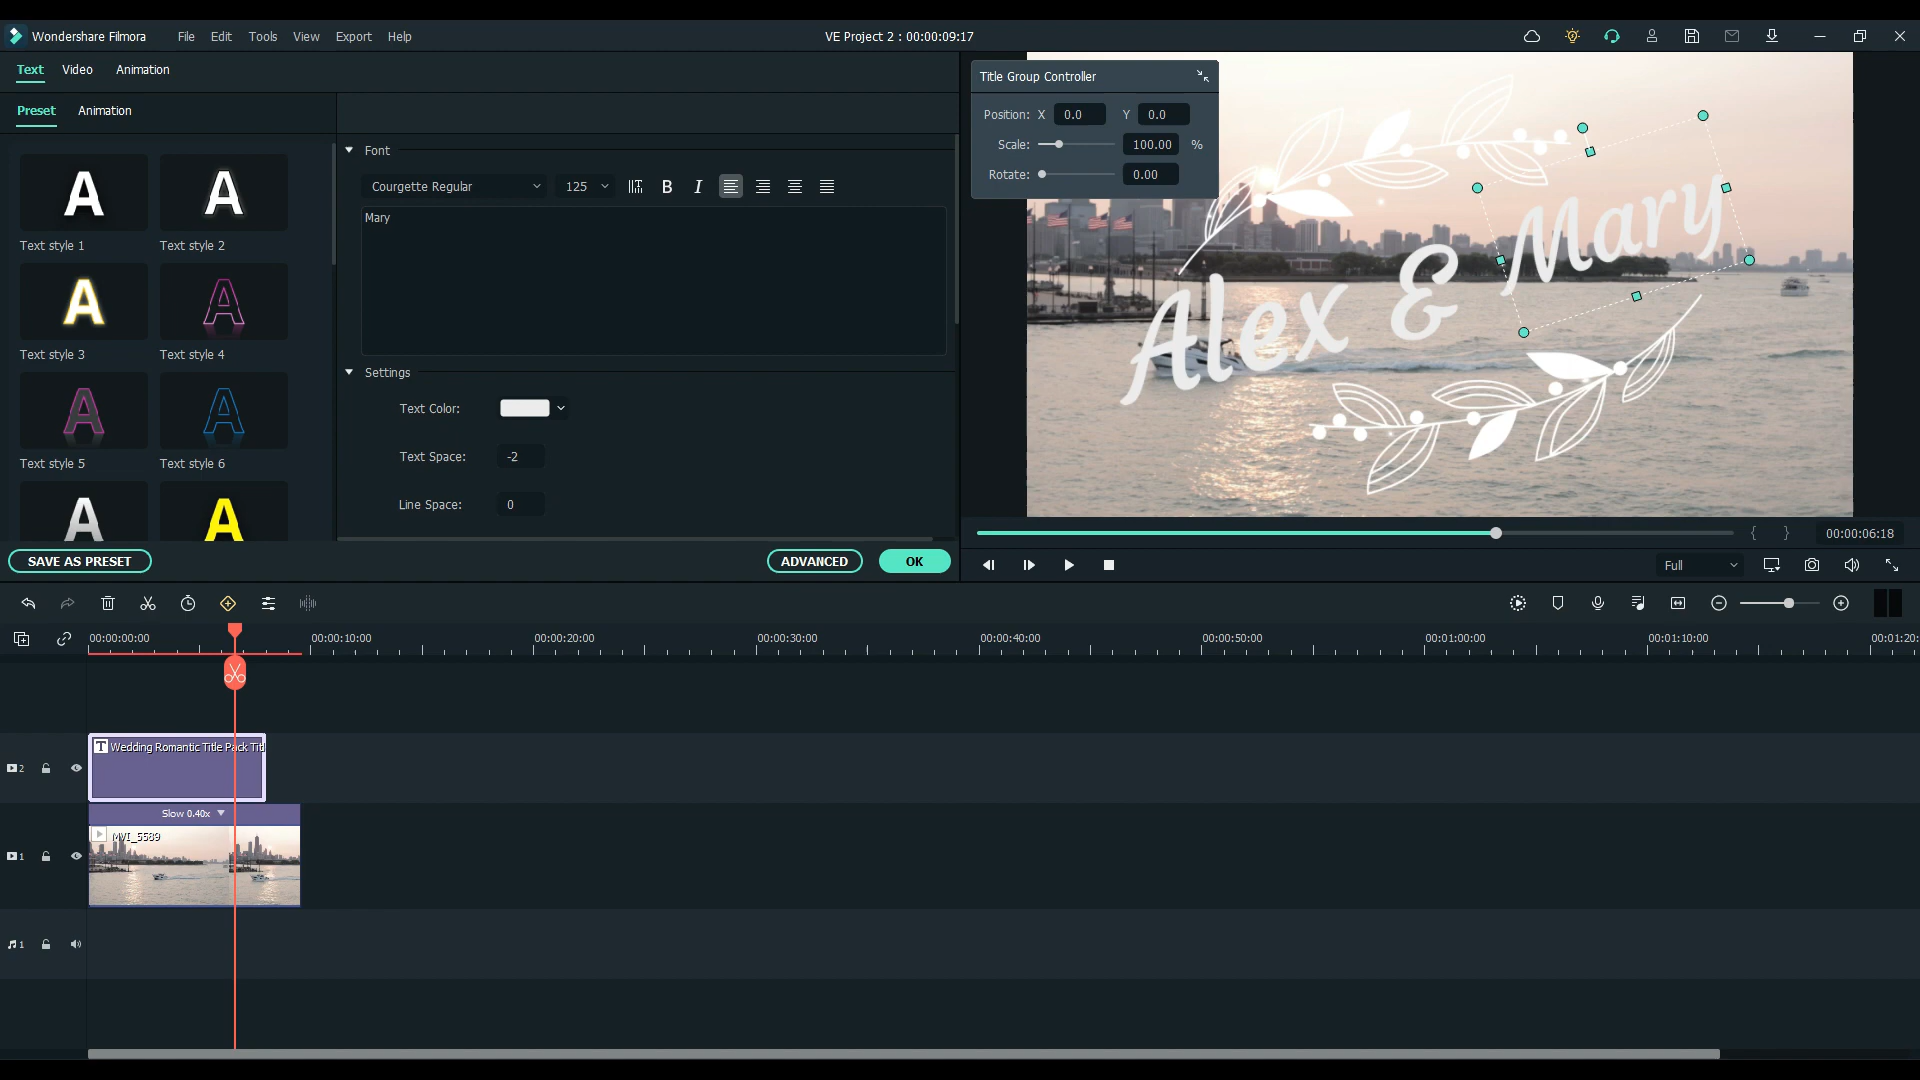 Wondershare Filmora File Edit Tools View Export Help VE Project 2 : 00:00:09:17
Text Video Animation
Preset Animation
Text style 1 Text style 2
Text style 3 Text style 4
Text style 5 Text style 6
Font
Courgette Regular 125 B I
Mary
Settings
Text Color:
Text Space: -2
Line Space: 0
SAVE AS PRESET ADVANCED OK
Title Group Controller
Position: X 0.0 Y 0.0
Scale: 100.00 %
Rotate: 0.00
Alex & Mary
00:00:06:18
Full
00:00:00:00 00:00:10:00 00:00:20:00 00:00:30:00 00:00:40:00 00:00:50:00 00:01:00:00 00:01:10:00 00:01:20:
2 Wedding Romantic Title Pack Titl
Slow 0.40x
1 MVI_5589
1